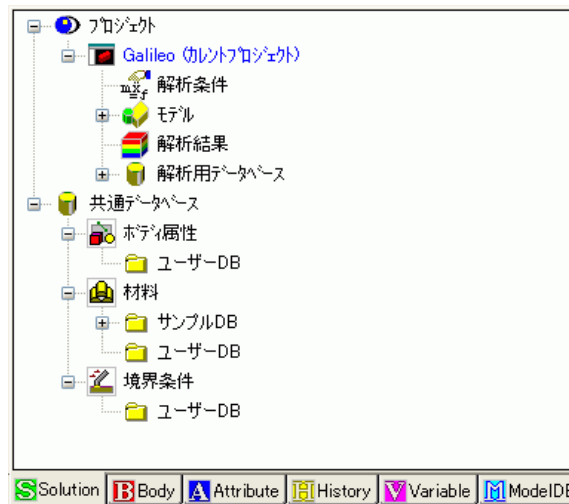 ﾌﾟﾛｼﾞｪｸﾄ
Galileo (ｶﾚﾝﾄﾌﾟﾛｼﾞｪｸﾄ)
解析条件
ﾓﾃﾞﾙ
解析結果
解析用ﾃﾞｰﾀﾍﾞｰｽ
共通ﾃﾞｰﾀﾍﾞｰｽ
ﾎﾞﾃﾞｨ属性
ユーザーDB
材料
サンプルDB
ユーザーDB
境界条件
ユーザーDB
S Solution B Body A Attribute H History V Variable M ModelDB